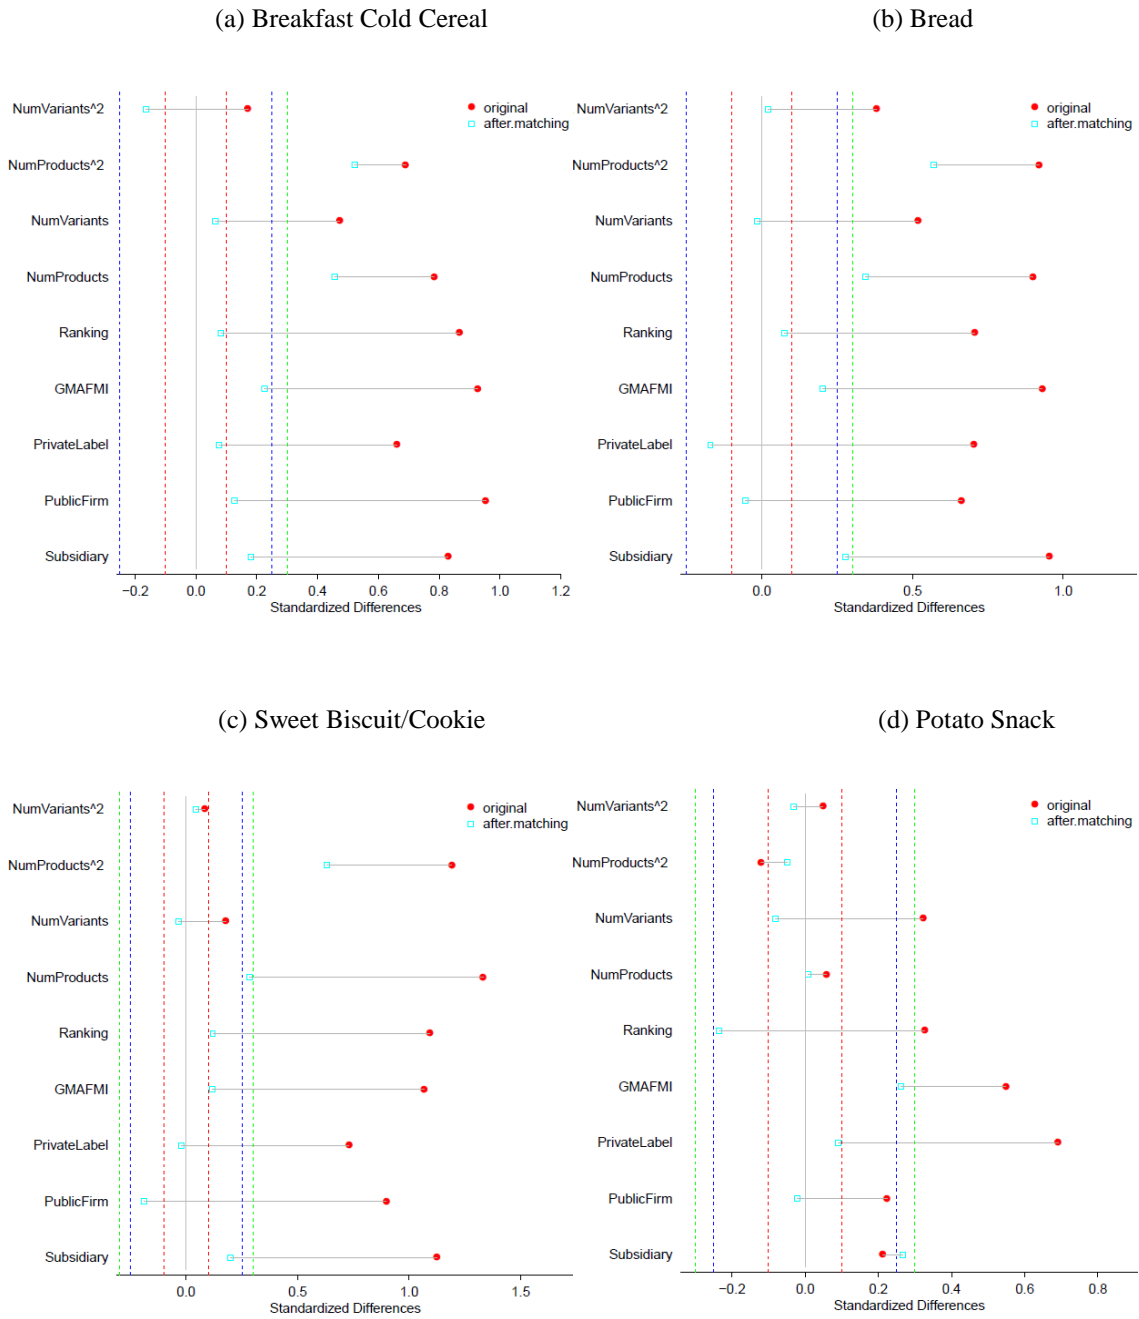 (a) Breakfast Cold Cereal
NumVariants^2
NumProducts^2
NumVariants
NumProducts
Ranking
GMAFMI
PrivateLabel
PublicFirm
Subsidiary
original
after.matching
−0.2 0.0 0.2 0.4 0.6 0.8 1.0 1.2
Standardized Differences
(b) Bread
NumVariants^2
NumProducts^2
NumVariants
NumProducts
Ranking
GMAFMI
PrivateLabel
PublicFirm
Subsidiary
original
after.matching
0.0 0.5 1.0
Standardized Differences
(c) Sweet Biscuit/Cookie
NumVariants^2
NumProducts^2
NumVariants
NumProducts
Ranking
GMAFMI
PrivateLabel
PublicFirm
Subsidiary
original
after.matching
0.0 0.5 1.0 1.5
Standardized Differences
(d) Potato Snack
NumVariants^2
NumProducts^2
NumVariants
NumProducts
Ranking
GMAFMI
PrivateLabel
PublicFirm
Subsidiary
original
after.matching
−0.2 0.0 0.2 0.4 0.6 0.8
Standardized Differences